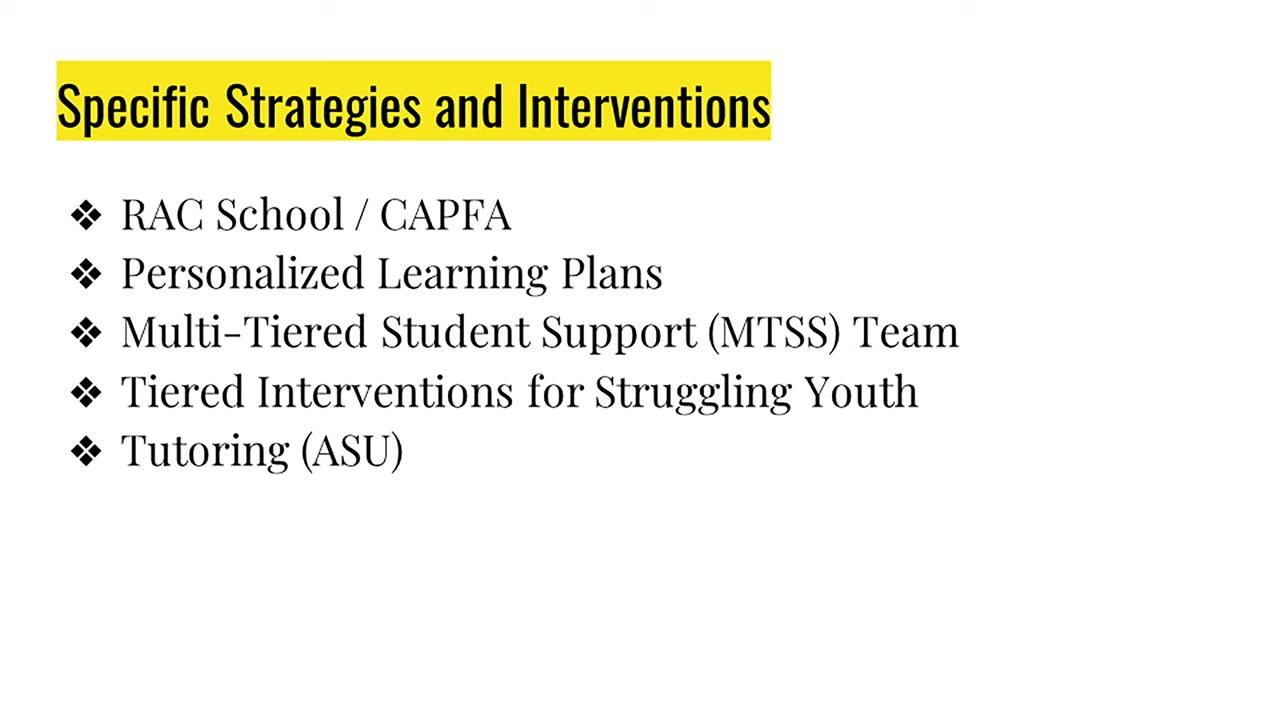 Specific Strategies and Interventions
❖ RAC School / CAPFA
❖ Personalized Learning Plans
❖ Multi-Tiered Student Support (MTSS) Team
❖ Tiered Interventions for Struggling Youth
❖ Tutoring (ASU)